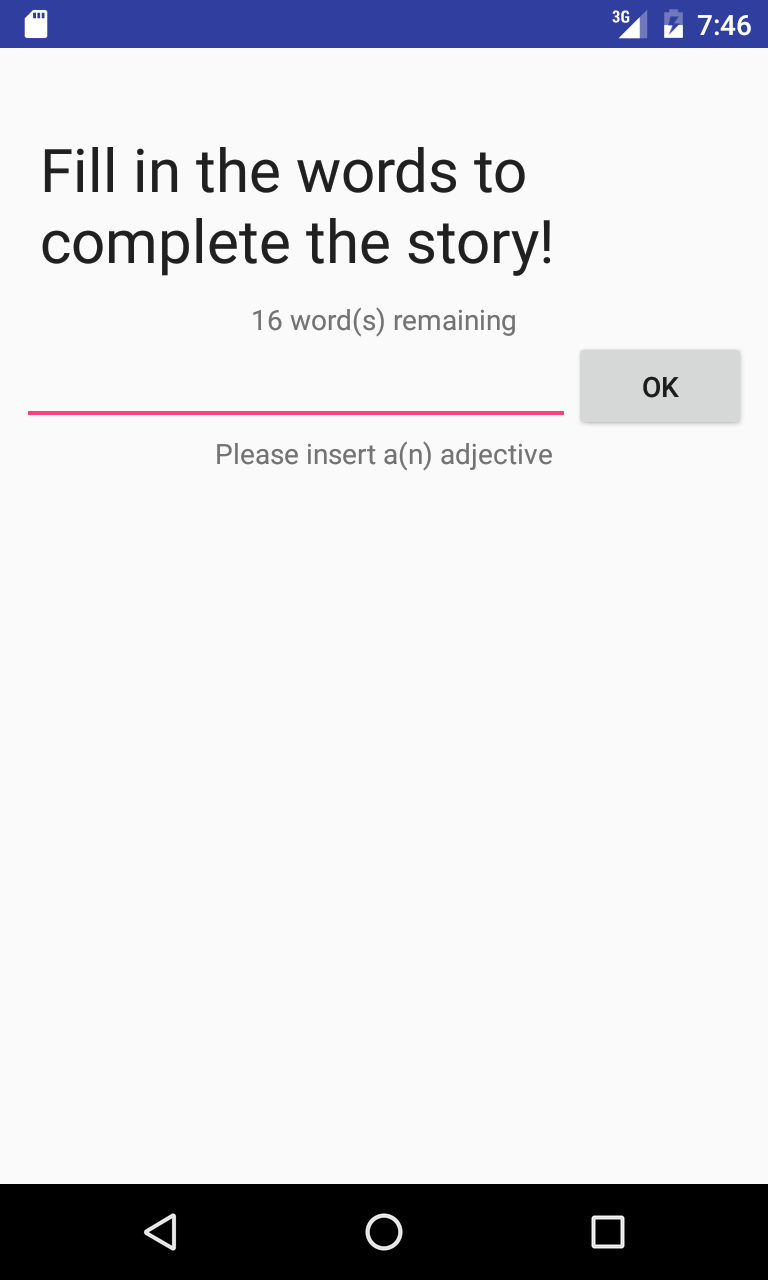 3G 7:46
Fill in the words to
complete the story!
16 word(s) remaining
OK
Please insert a(n) adjective